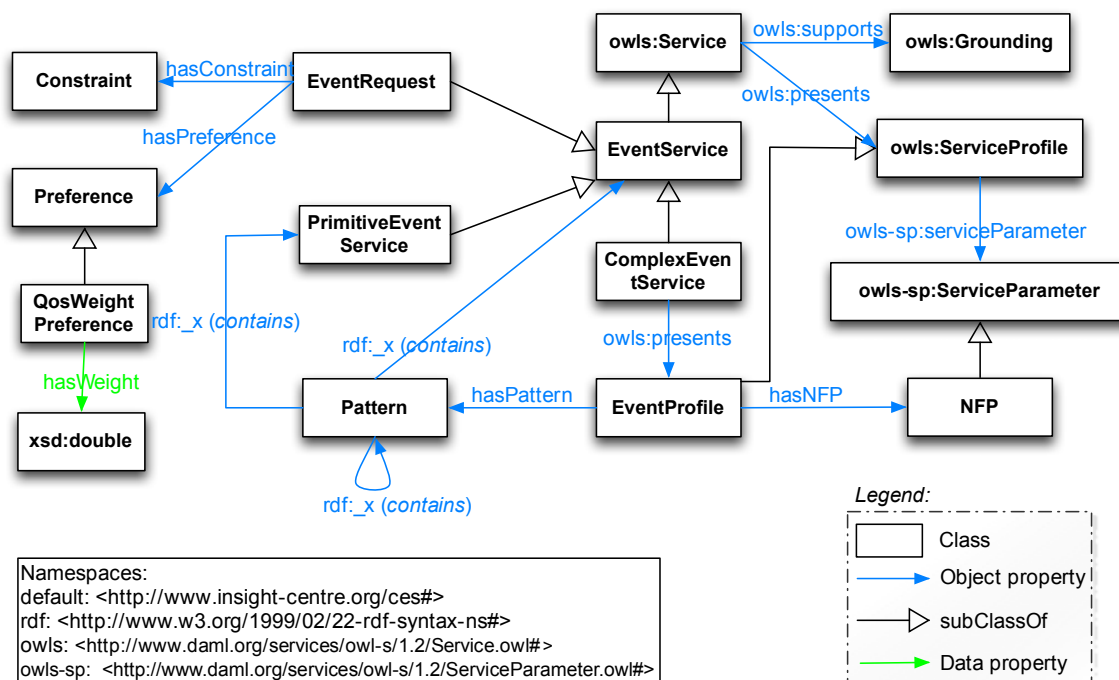 owls:Service
owls:supports
owls:Grounding
Constraint
hasConstraint
EventRequest
owls:presents
hasPreference
EventService
owls:ServiceProfile
Preference
PrimitiveEvent
Service
owls-sp:serviceParameter
ComplexEven
tService
owls-sp:ServiceParameter
QosWeight
Preference
rdf:_x (contains)
rdf:_x (contains)
owls:presents
hasWeight
Pattern
hasPattern
EventProfile
hasNFP
NFP
xsd:double
rdf:_x (contains)
Legend:
Class
Object property
subClassOf
Data property
Namespaces:
default: <http://www.insight-centre.org/ces#>
rdf: <http://www.w3.org/1999/02/22-rdf-syntax-ns#>
owls: <http://www.daml.org/services/owl-s/1.2/Service.owl#>
owls-sp: <http://www.daml.org/services/owl-s/1.2/ServiceParameter.owl#>